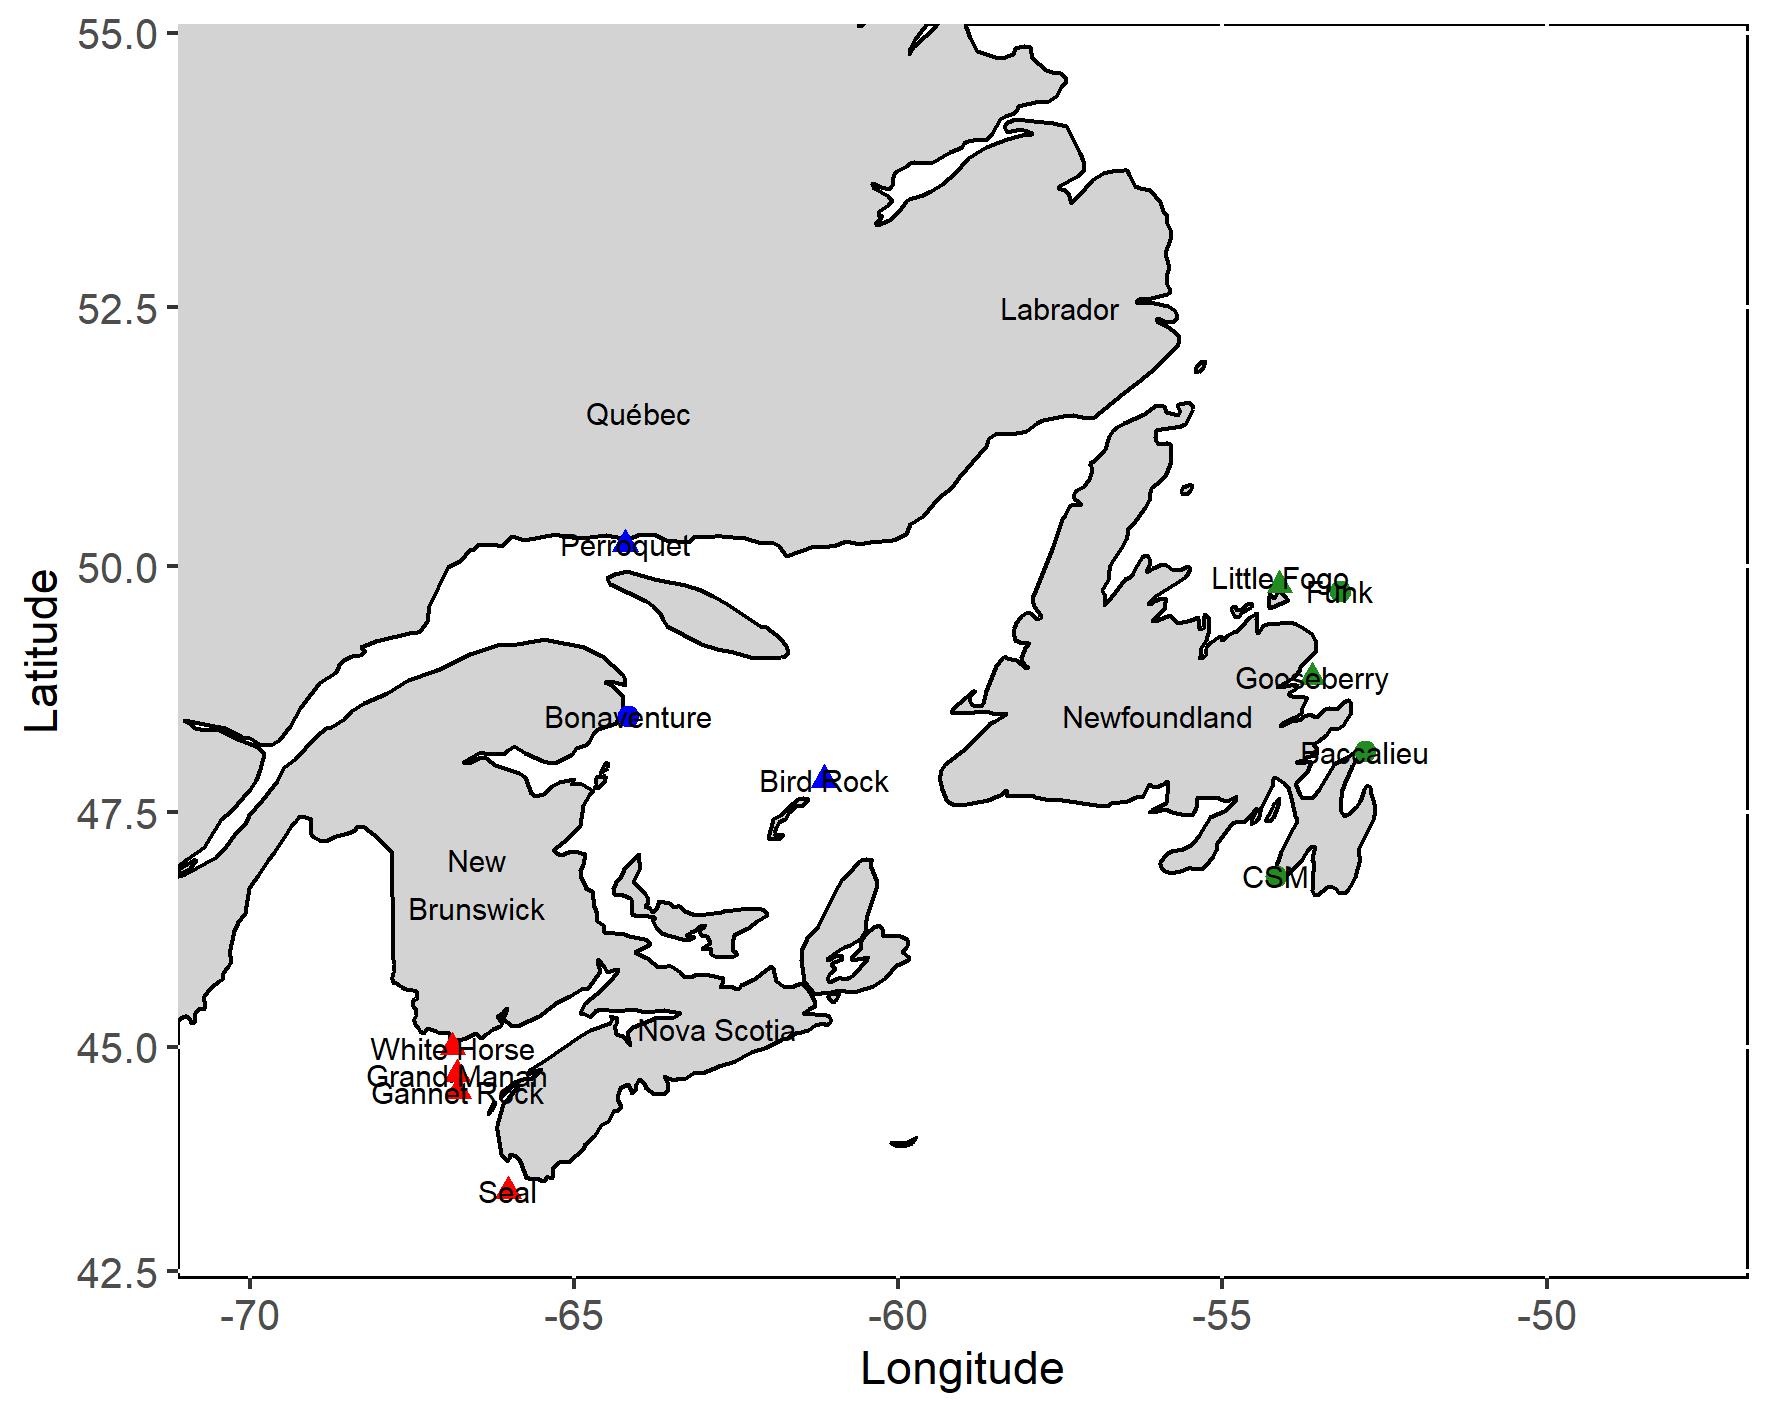 55.0
52.5
50.0
47.5
45.0
42.5
Latitude
Labrador
Québec
Perroquet
Little Fogo
Funk
Gooseberry
Bonaventure
Newfoundland
Baccalieu
Bird Rock
New
Brunswick
CSM
Nova Scotia
White Horse
Grand Manan
Gannet Rock
Seal
-70
-65
-60
-55
-50
Longitude